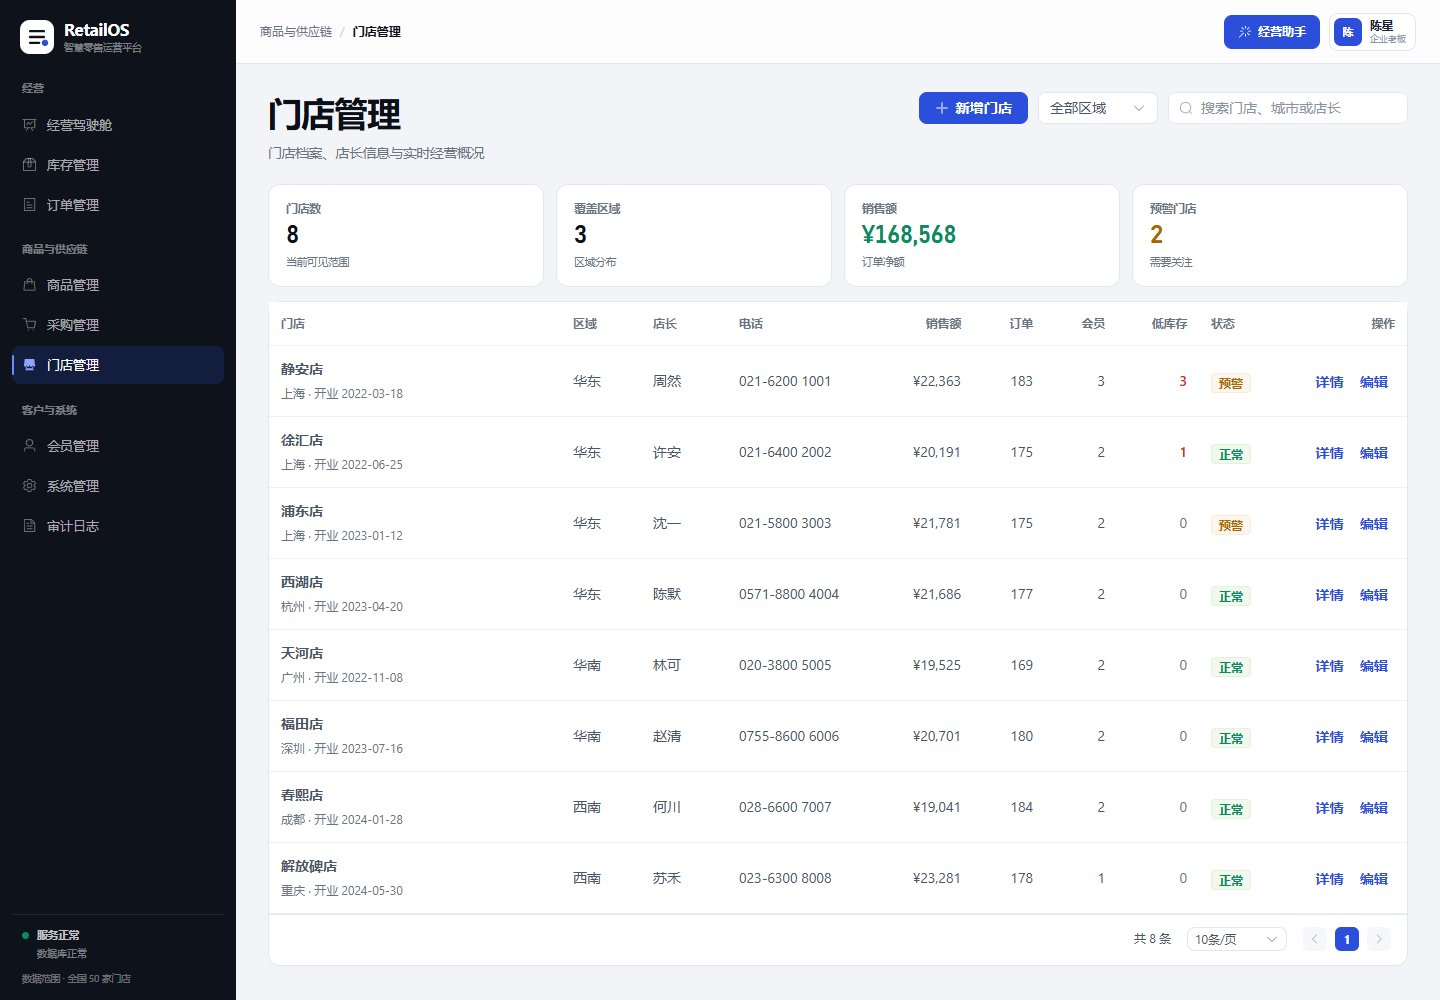 RetailOS
智慧零售运营平台
经营
经营驾驶舱
库存管理
订单管理
商品与供应链
商品管理
采购管理
门店管理
客户与系统
会员管理
系统管理
审计日志
服务正常
数据库正常
数据范围 · 全国 50 家门店
商品与供应链 / 门店管理
经营助手
陈
陈星
企业老板
门店管理
门店档案、店长信息与实时经营概况
新增门店
全部区域
搜索门店、城市或店长
门店数
8
当前可见范围
覆盖区域
3
区域分布
销售额
¥168,568
订单净额
预警门店
2
需要关注
门店 区域 店长 电话 销售额 订单 会员 低库存 状态 操作
静安店
上海 · 开业 2022-03-18
华东 周然 021-6200 1001 ¥22,363 183 3 3 预警 详情 编辑
徐汇店
上海 · 开业 2022-06-25
华东 许安 021-6400 2002 ¥20,191 175 2 1 正常 详情 编辑
浦东店
上海 · 开业 2023-01-12
华东 沈一 021-5800 3003 ¥21,781 175 2 0 预警 详情 编辑
西湖店
杭州 · 开业 2023-04-20
华东 陈默 0571-8800 4004 ¥21,686 177 2 0 正常 详情 编辑
天河店
广州 · 开业 2022-11-08
华南 林可 020-3800 5005 ¥19,525 169 2 0 正常 详情 编辑
福田店
深圳 · 开业 2023-07-16
华南 赵清 0755-8600 6006 ¥20,701 180 2 0 正常 详情 编辑
春熙店
成都 · 开业 2024-01-28
西南 何川 028-6600 7007 ¥19,041 184 2 0 正常 详情 编辑
解放碑店
重庆 · 开业 2024-05-30
西南 苏禾 023-6300 8008 ¥23,281 178 1 0 正常 详情 编辑
共 8 条 10条/页 1